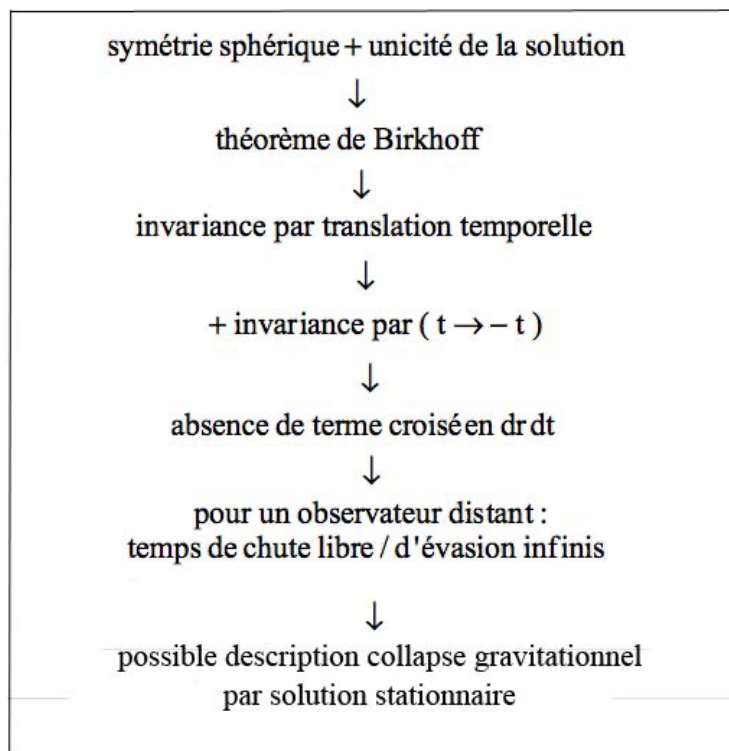 symétrie sphérique + unicité de la solution
↓
théorème de Birkhoff
↓
invariance par translation temporelle
↓
+ invariance par ( t → − t )
↓
absence de terme croisé en dr dt
↓
pour un observateur distant :
temps de chute libre / d'évasion infinis
↓
possible description collapse gravitationnel
par solution stationnaire